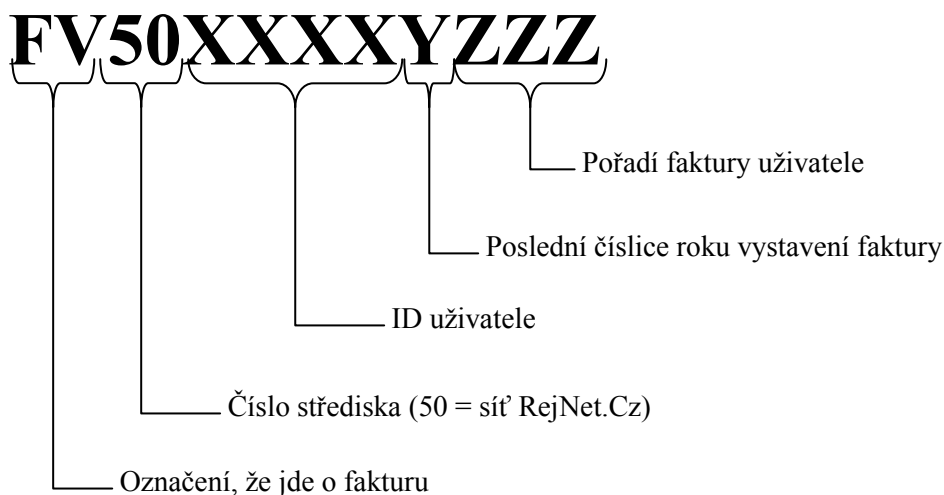 FV50XXXXYZZZ
Pořadí faktury uživatele
Poslední číslice roku vystavení faktury
ID uživatele
Číslo střediska (50 = síť RejNet.Cz)
Označení, že jde o fakturu